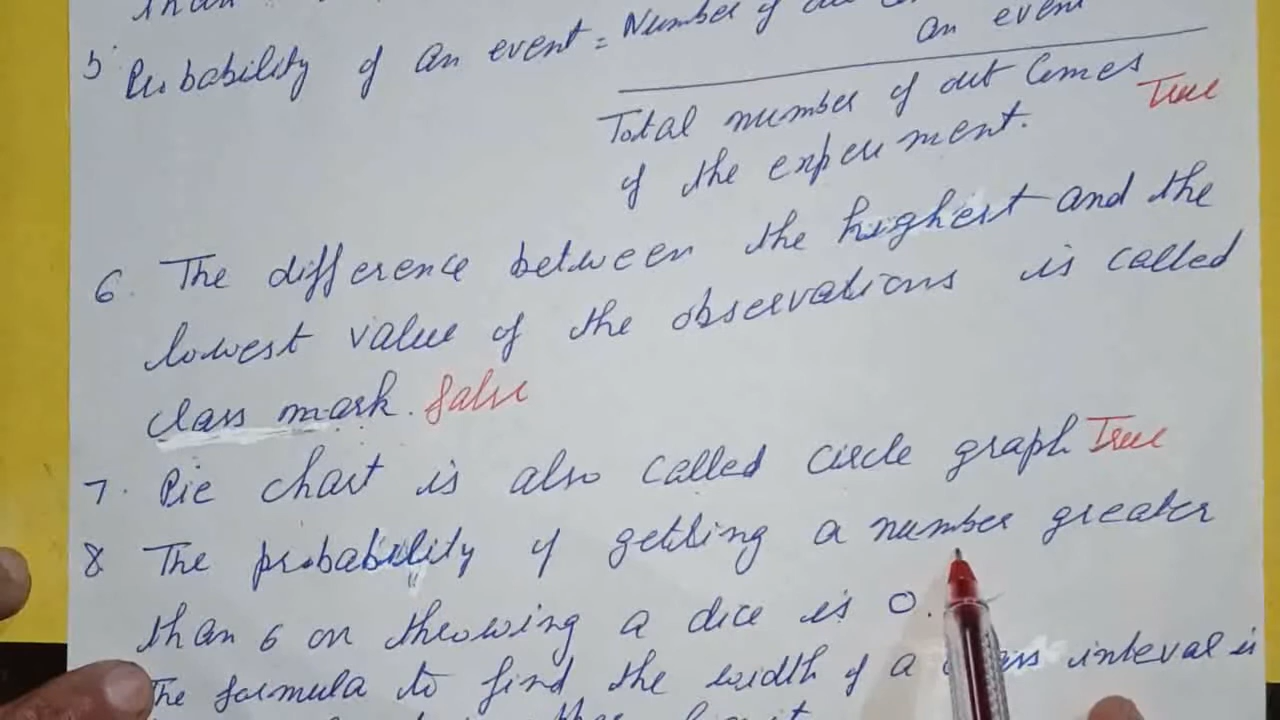 than
5. Probability of an event = Number of out
an event
Total number of out Comes
of the experiment. True
6. The difference between the highest and the
lowest value of the observations is called
class mark. false
7. Pie chart is also called circle graph True
8 The probability of getting a number greater
than 6 on throwing a dice is 0.
The formula to find the width of a class interval is